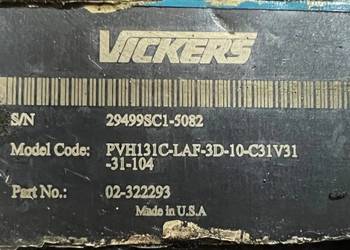 VICKERS
S/N 29499SC1-5082
Model Code: PVH131C-LAF-3D-10-C31V31
-31-104
Part No.: 02-322293
Made in U.S.A